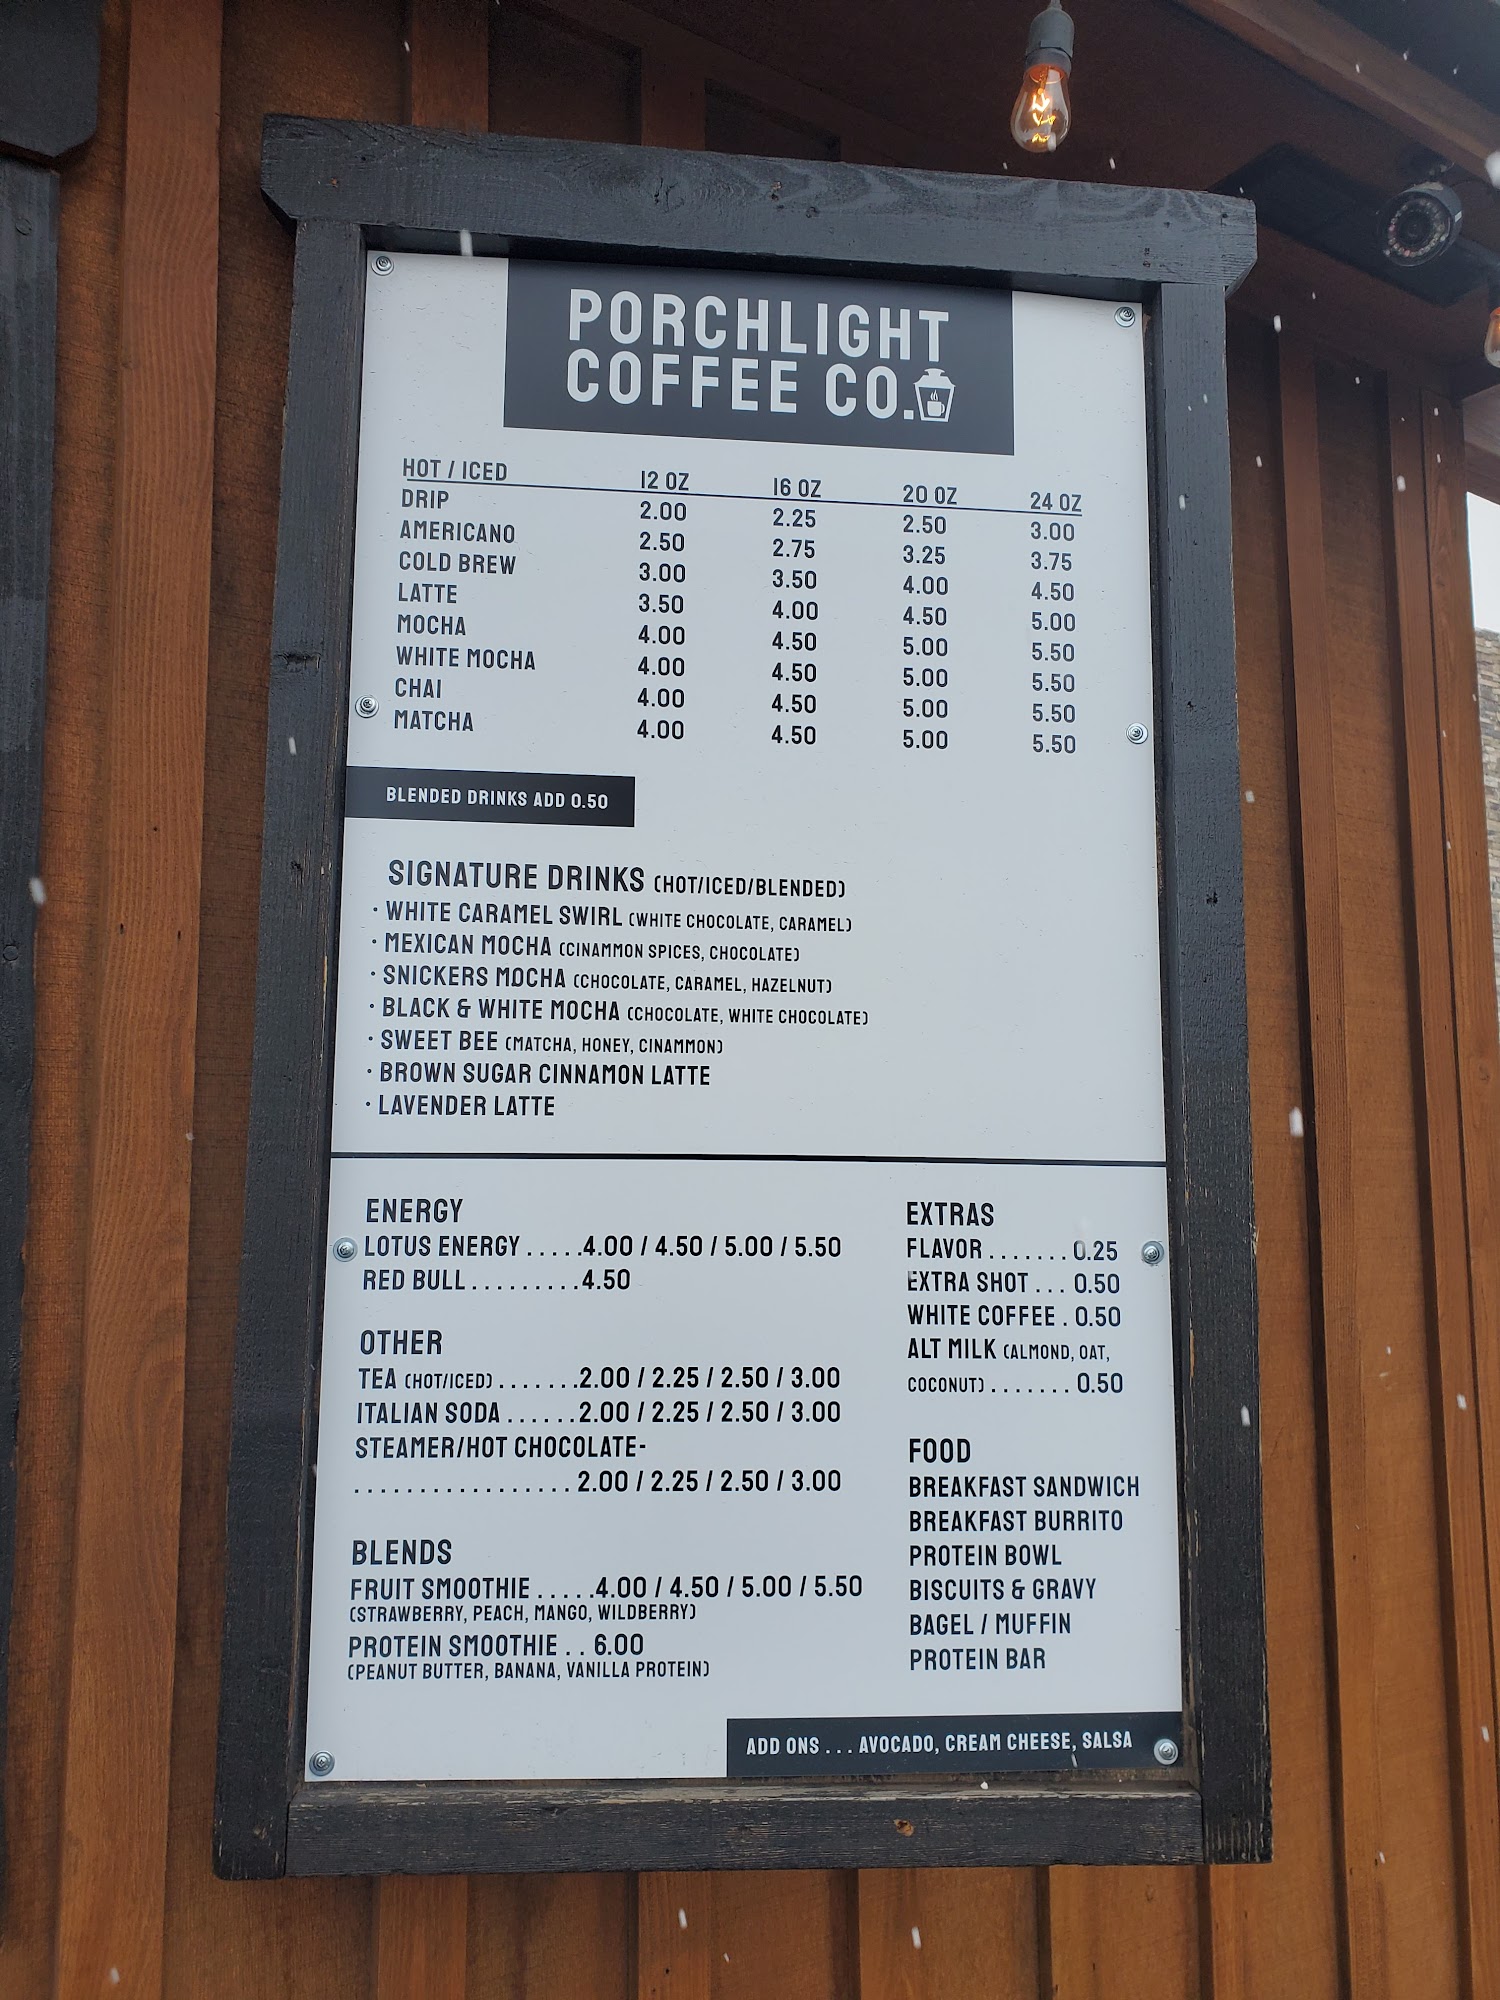 PORCHLIGHT
COFFEE CO.
HOT / ICED 12 OZ 16 OZ 20 OZ 24 OZ
DRIP 2.00 2.25 2.50 3.00
AMERICANO 2.50 2.75 3.25 3.75
COLD BREW 3.00 3.50 4.00 4.50
LATTE 3.50 4.00 4.50 5.00
MOCHA 4.00 4.50 5.00 5.50
WHITE MOCHA 4.00 4.50 5.00 5.50
CHAI 4.00 4.50 5.00 5.50
MATCHA 4.00 4.50 5.00 5.50
BLENDED DRINKS ADD 0.50
SIGNATURE DRINKS (HOT/ICED/BLENDED)
· WHITE CARAMEL SWIRL (WHITE CHOCOLATE, CARAMEL)
· MEXICAN MOCHA (CINAMMON SPICES, CHOCOLATE)
· SNICKERS MOCHA (CHOCOLATE, CARAMEL, HAZELNUT)
· BLACK & WHITE MOCHA (CHOCOLATE, WHITE CHOCOLATE)
· SWEET BEE (MATCHA, HONEY, CINAMMON)
· BROWN SUGAR CINNAMON LATTE
· LAVENDER LATTE
ENERGY
LOTUS ENERGY . . . . .4.00 / 4.50 / 5.00 / 5.50
RED BULL . . . . . . . . .4.50
OTHER
TEA (HOT/ICED) . . . . . . .2.00 / 2.25 / 2.50 / 3.00
ITALIAN SODA . . . . . .2.00 / 2.25 / 2.50 / 3.00
STEAMER/HOT CHOCOLATE-
. . . . . . . . . . . . . . . . . 2.00 / 2.25 / 2.50 / 3.00
BLENDS
FRUIT SMOOTHIE . . . . .4.00 / 4.50 / 5.00 / 5.50
(STRAWBERRY, PEACH, MANGO, WILDBERRY)
PROTEIN SMOOTHIE . . 6.00
(PEANUT BUTTER, BANANA, VANILLA PROTEIN)
EXTRAS
FLAVOR . . . . . . . 0.25
EXTRA SHOT . . . 0.50
WHITE COFFEE . 0.50
ALT MILK (ALMOND, OAT,
COCONUT) . . . . . . . 0.50
FOOD
BREAKFAST SANDWICH
BREAKFAST BURRITO
PROTEIN BOWL
BISCUITS & GRAVY
BAGEL / MUFFIN
PROTEIN BAR
ADD ONS . . . AVOCADO, CREAM CHEESE, SALSA